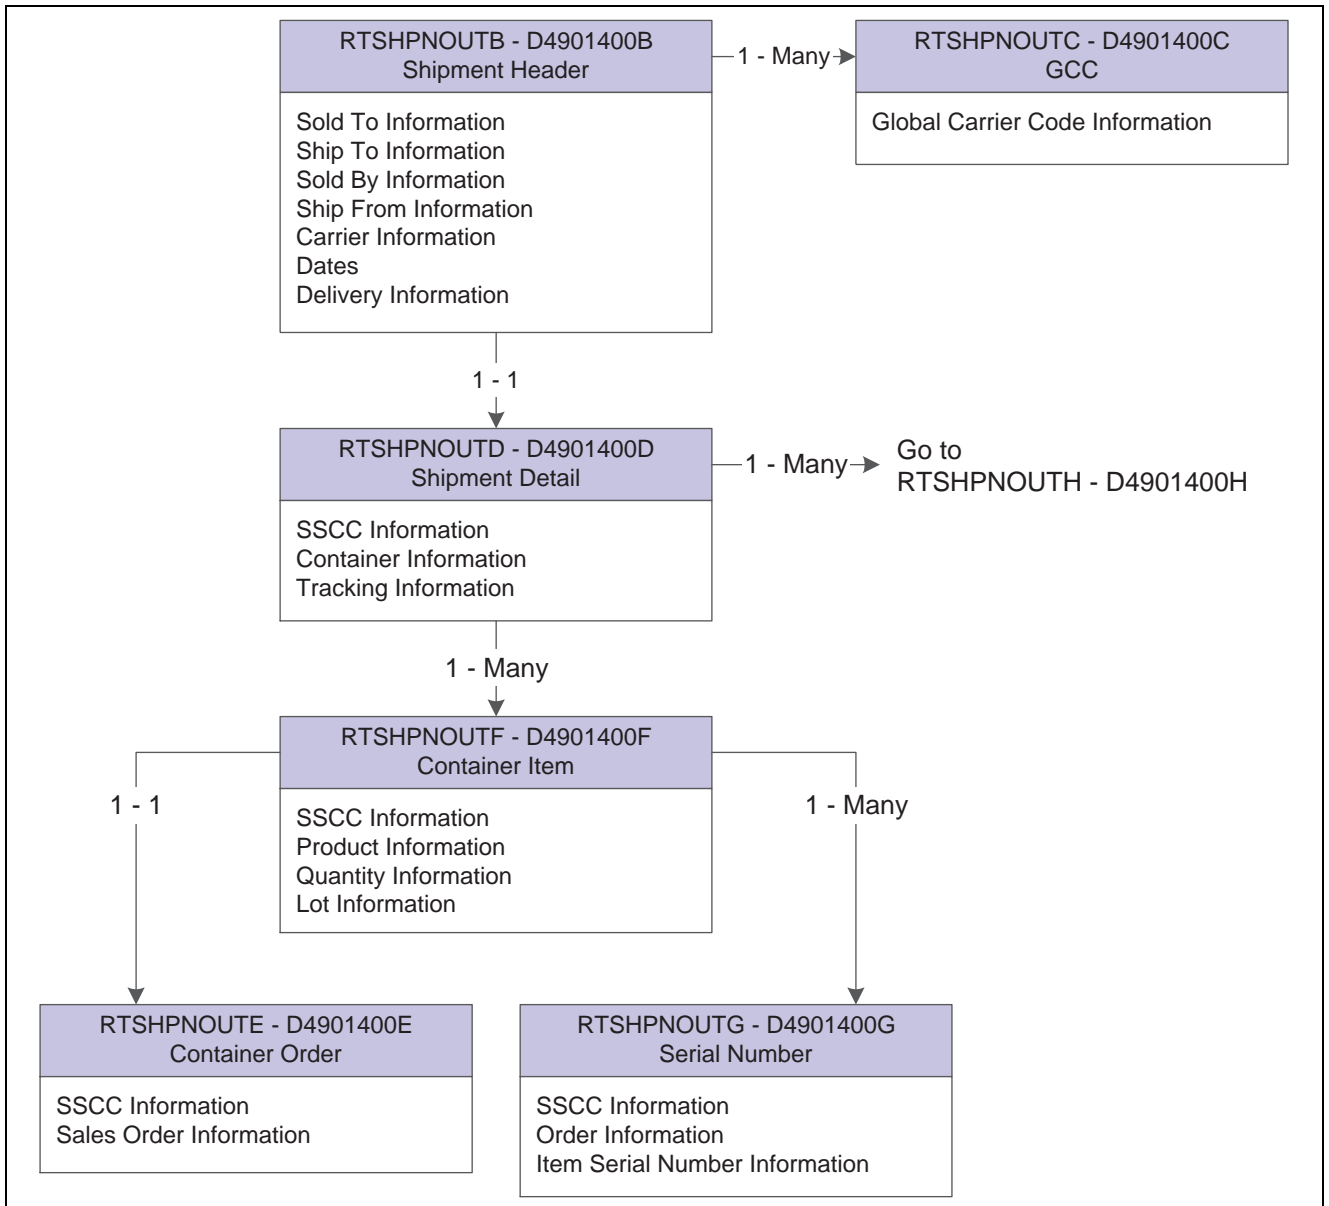 RTSHPNOUTB - D4901400B
Shipment Header
Sold To Information
Ship To Information
Sold By Information
Ship From Information
Carrier Information
Dates
Delivery Information
1 - Many
RTSHPNOUTC - D4901400C
GCC
Global Carrier Code Information
1 - 1
RTSHPNOUTD - D4901400D
Shipment Detail
SSCC Information
Container Information
Tracking Information
1 - Many
Go to
RTSHPNOUTH - D4901400H
1 - Many
RTSHPNOUTF - D4901400F
Container Item
SSCC Information
Product Information
Quantity Information
Lot Information
1 - 1
1 - Many
RTSHPNOUTE - D4901400E
Container Order
SSCC Information
Sales Order Information
RTSHPNOUTG - D4901400G
Serial Number
SSCC Information
Order Information
Item Serial Number Information